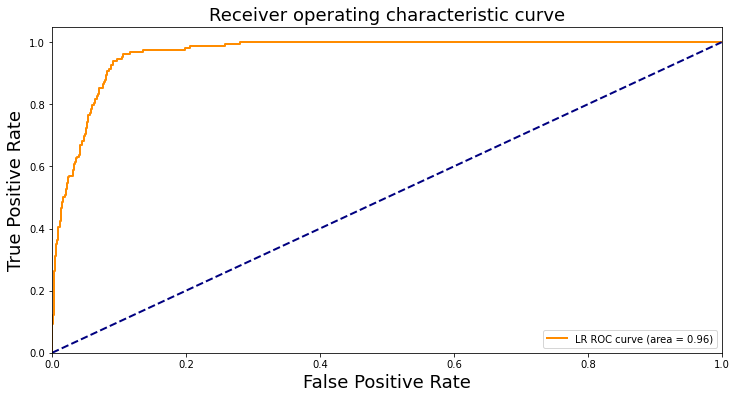 Receiver operating characteristic curve
True Positive Rate
1.0
0.8
0.6
0.4
0.2
0.0
LR ROC curve (area = 0.96)
0.0 0.2 0.4 0.6 0.8 1.0
False Positive Rate